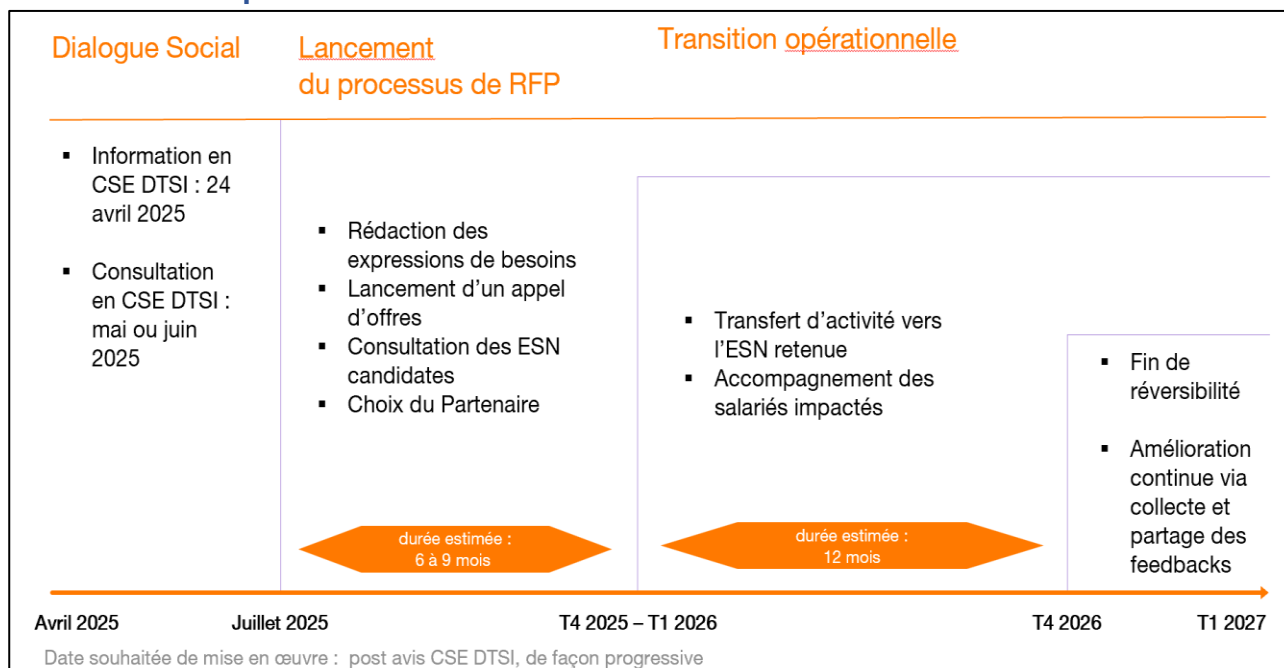 Dialogue Social
Lancement
du processus de RFP
Transition opérationnelle
▪ Information en
CSE DTSI : 24
avril 2025
▪ Consultation
en CSE DTSI :
mai ou juin
2025
▪ Rédaction des
expressions de besoins
▪ Lancement d'un appel
d'offres
▪ Consultation des ESN
candidates
▪ Choix du Partenaire
durée estimée :
6 à 9 mois
▪ Transfert d'activité vers
l'ESN retenue
▪ Accompagnement des
salariés impactés
durée estimée :
12 mois
▪ Fin de
réversibilité
▪ Amélioration
continue via
collecte et
partage des
feedbacks
Avril 2025
Juillet 2025
T4 2025 – T1 2026
T4 2026
T1 2027
Date souhaitée de mise en œuvre : post avis CSE DTSI, de façon progressive